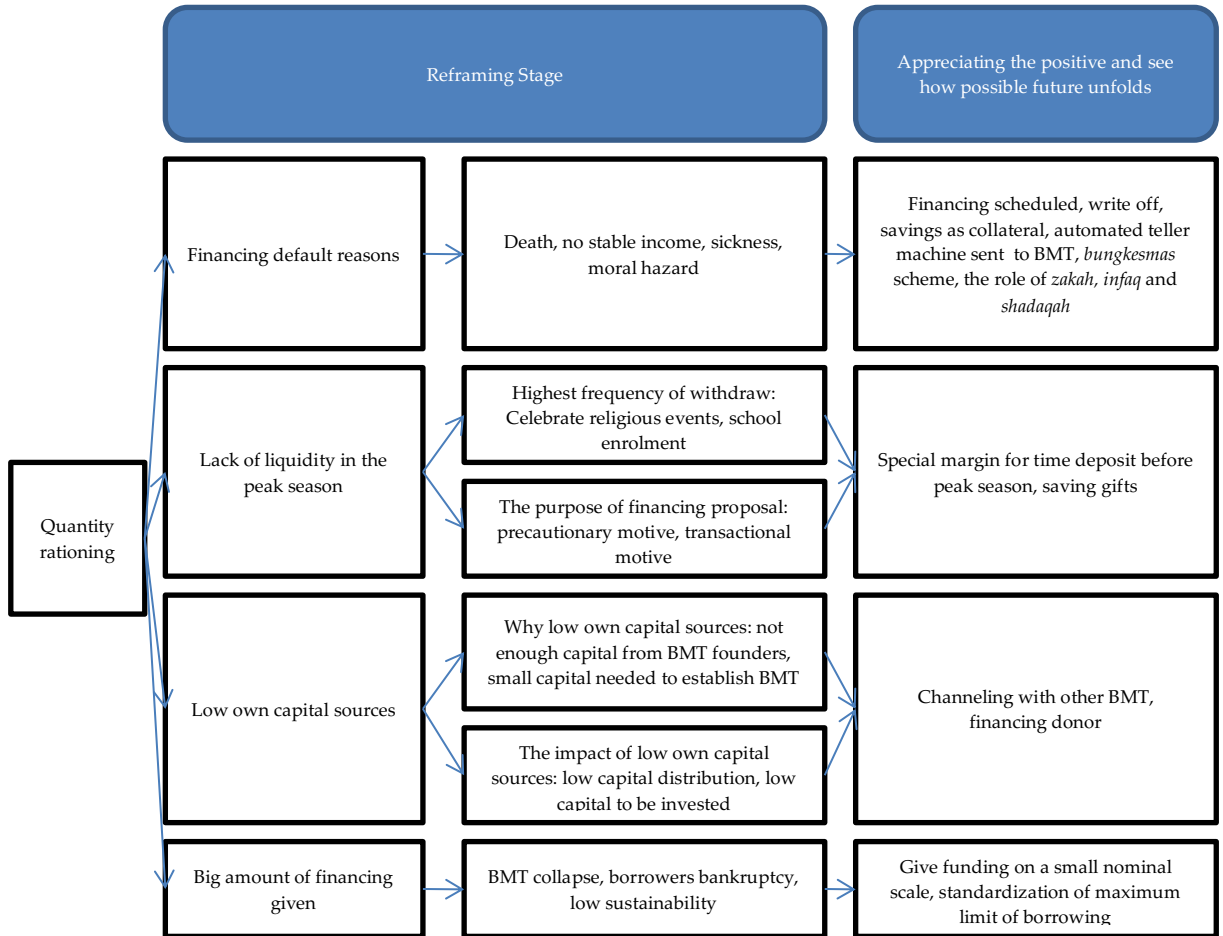 Reframing Stage
Appreciating the positive and see
how possible future unfolds
Quantity
rationing
Financing default reasons
Death, no stable income, sickness,
moral hazard
Financing scheduled, write off,
savings as collateral, automated teller
machine sent to BMT, bungkesmas
scheme, the role of zakah, infaq and
shadaqah
Lack of liquidity in the
peak season
Highest frequency of withdraw:
Celebrate religious events, school
enrolment
The purpose of financing proposal:
precautionary motive, transactional
motive
Special margin for time deposit before
peak season, saving gifts
Low own capital sources
Why low own capital sources: not
enough capital from BMT founders,
small capital needed to establish BMT
The impact of low own capital
sources: low capital distribution, low
capital to be invested
Channeling with other BMT,
financing donor
Big amount of financing
given
BMT collapse, borrowers bankruptcy,
low sustainability
Give funding on a small nominal
scale, standardization of maximum
limit of borrowing